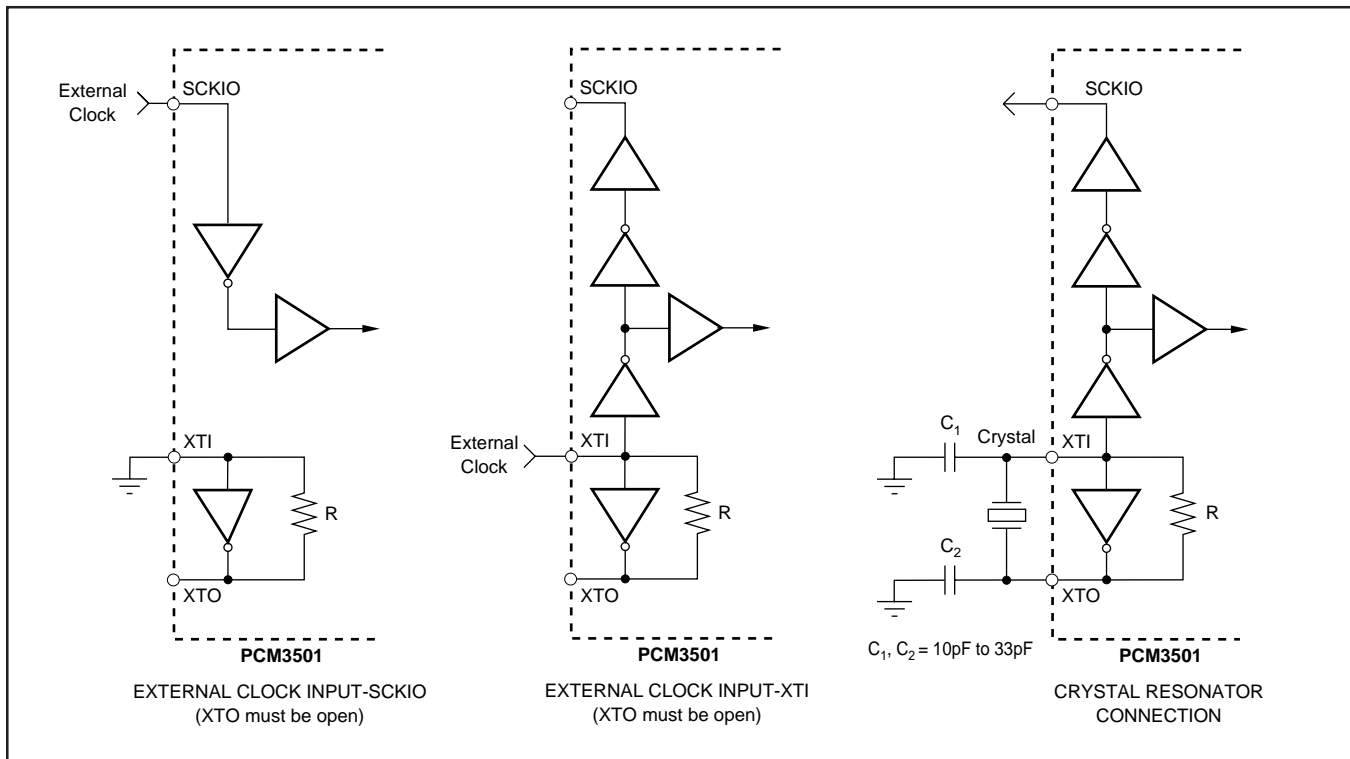 External
Clock
SCKIO
XTI
R
XTO
PCM3501
EXTERNAL CLOCK INPUT-SCKIO
(XTO must be open)
SCKIO
External
Clock
XTI
R
XTO
PCM3501
EXTERNAL CLOCK INPUT-XTI
(XTO must be open)
SCKIO
C1
Crystal
XTI
R
C2
XTO
C1, C2 = 10pF to 33pF
PCM3501
CRYSTAL RESONATOR
CONNECTION